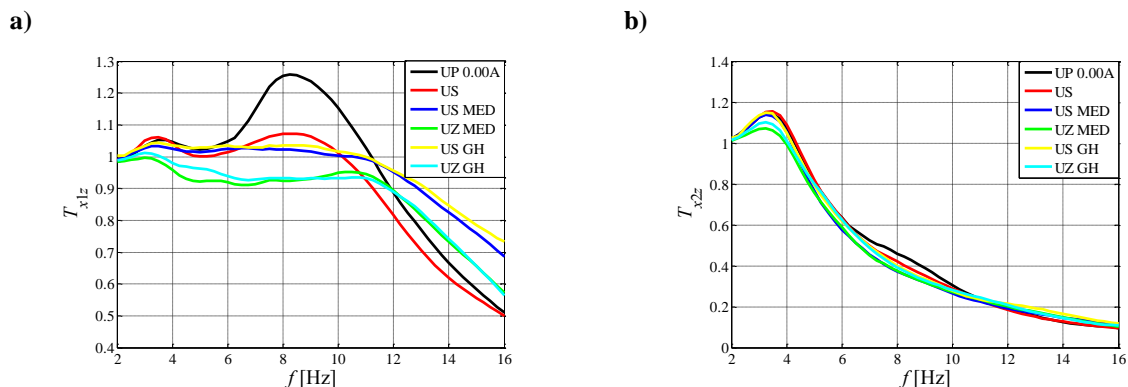 a)
b)
1.3
1.2
1.1
1
0.9
0.8
0.7
0.6
0.5
0.4
2 4 6 8 10 12 14 16
T_{x1z}
f [Hz]
UP 0.00A
US
US MED
UZ MED
US GH
UZ GH
1.4
1.2
1
0.8
0.6
0.4
0.2
0
2 4 6 8 10 12 14 16
T_{x2z}
f [Hz]
UP 0.00A
US
US MED
UZ MED
US GH
UZ GH